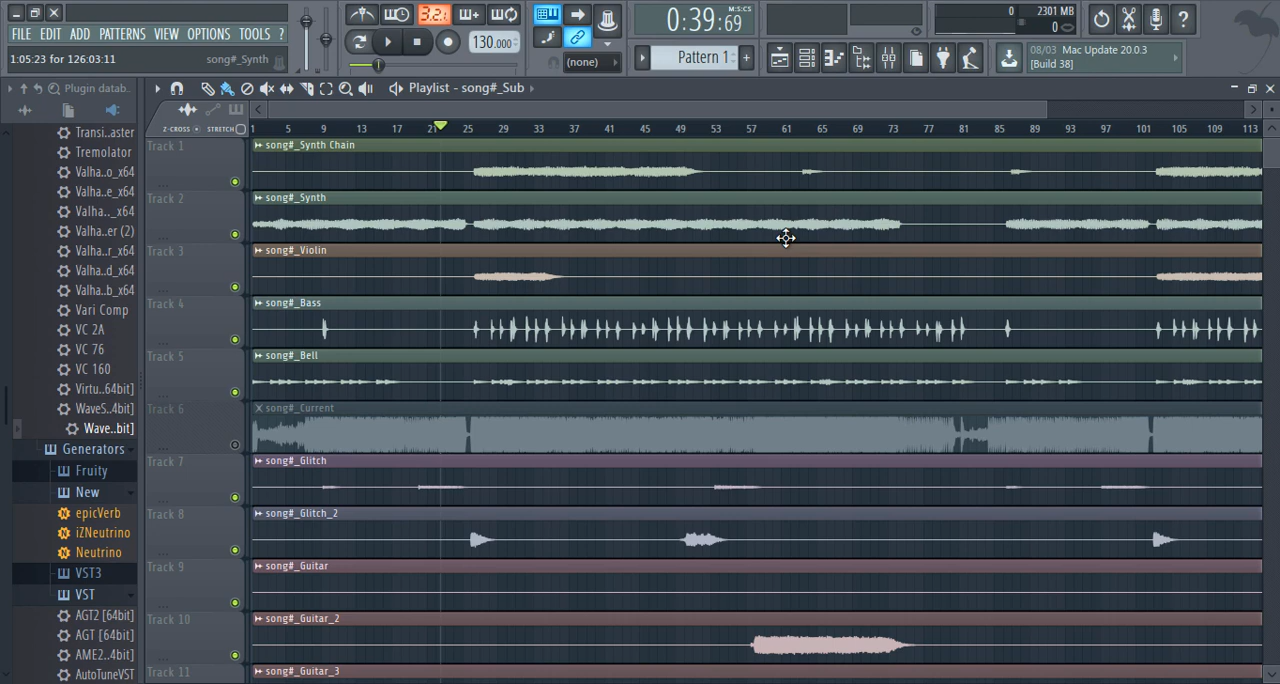 FILE EDIT ADD PATTERNS VIEW OPTIONS TOOLS ?
1:05:23 for 126:03:11 song#_Synth
3.2.
130.000
(none)
0:39:69
M:S:CS
Pattern 1
0
2301 MB
0
08/03 Mac Update 20.0.3
[Build 38]
Plugin datab..
Playlist - song#_Sub
Z-CROSS STRETCH
1 5 9 13 17 21 25 29 33 37 41 45 49 53 57 61 65 69 73 77 81 85 89 93 97 101 105 109 113
Transi..aster
Tremolator
Valha..o_x64
Valha..e_x64
Valha.._x64
Valha..er (2)
Valha..r_x64
Valha..d_x64
Valha..b_x64
Vari Comp
VC 2A
VC 76
VC 160
Virtu..64bit]
WaveS..4bit]
Wave..bit]
Generators
Fruity
New
epicVerb
iZNeutrino
Neutrino
VST3
VST
AGT2 [64bit]
AGT [64bit]
AME2..4bit]
AutoTuneVST
Track 1
song#_Synth Chain
Track 2
song#_Synth
Track 3
song#_Violin
Track 4
song#_Bass
Track 5
song#_Bell
Track 6
song#_Current
Track 7
song#_Glitch
Track 8
song#_Glitch_2
Track 9
song#_Guitar
Track 10
song#_Guitar_2
Track 11
song#_Guitar_3